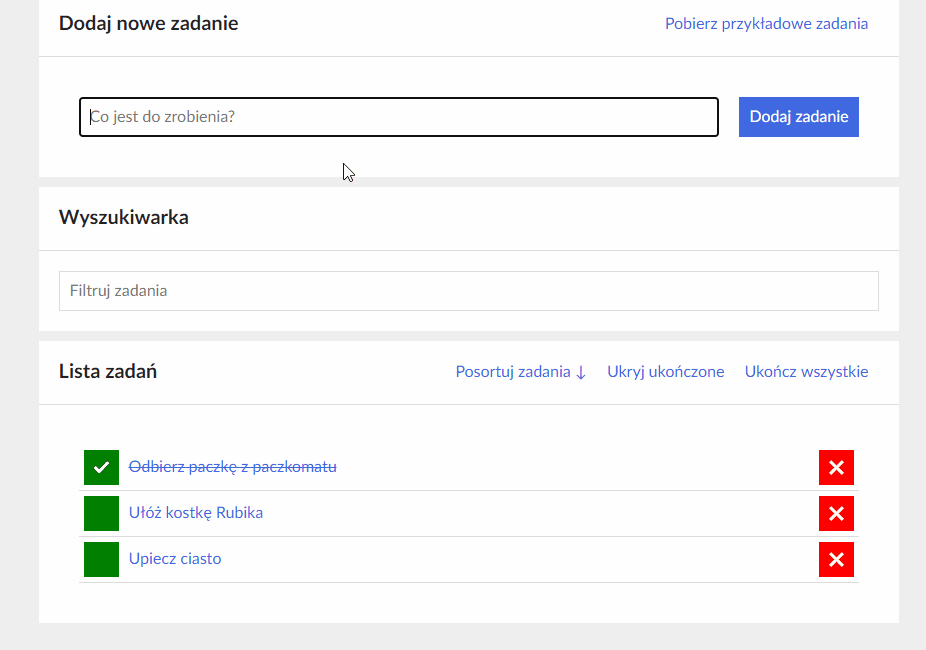 Dodaj nowe zadanie Pobierz przykładowe zadania
Co jest do zrobienia? Dodaj zadanie
Wyszukiwarka
Filtruj zadania
Lista zadań Posortuj zadania ↓ Ukryj ukończone Ukończ wszystkie
Odbierz paczkę z paczkomatu
Ułóż kostkę Rubika
Upiecz ciasto